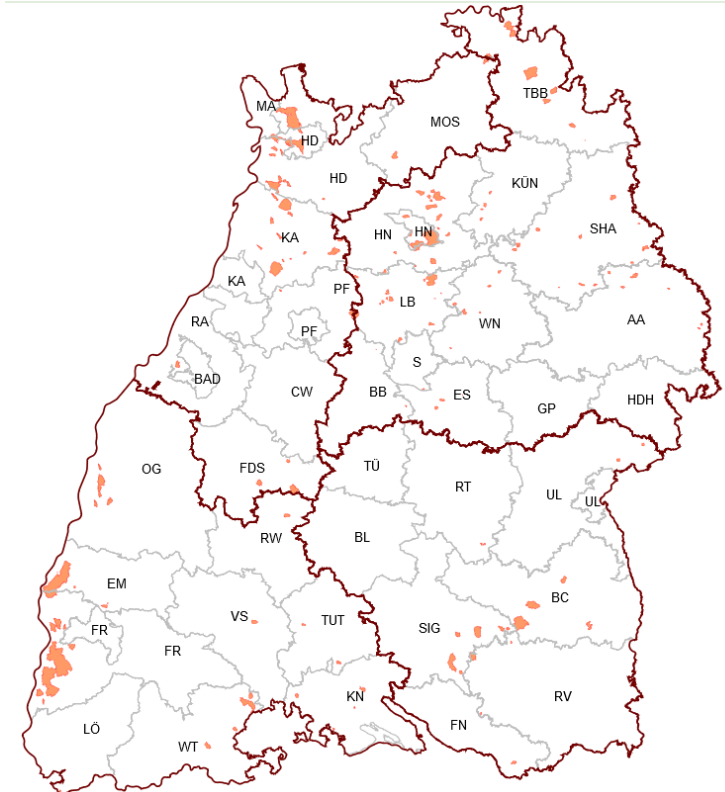 TBB
MA
MOS
HD
HD
KÜN
SHA
HN
HN
KA
KA
PF
LB
RA
PF
WN
AA
S
BAD
CW
BB
ES
GP
HDH
OG
FDS
TÜ
RT
UL
UL
RW
BL
EM
BC
VS
TUT
SIG
FR
FR
KN
RV
LÖ
FN
WT